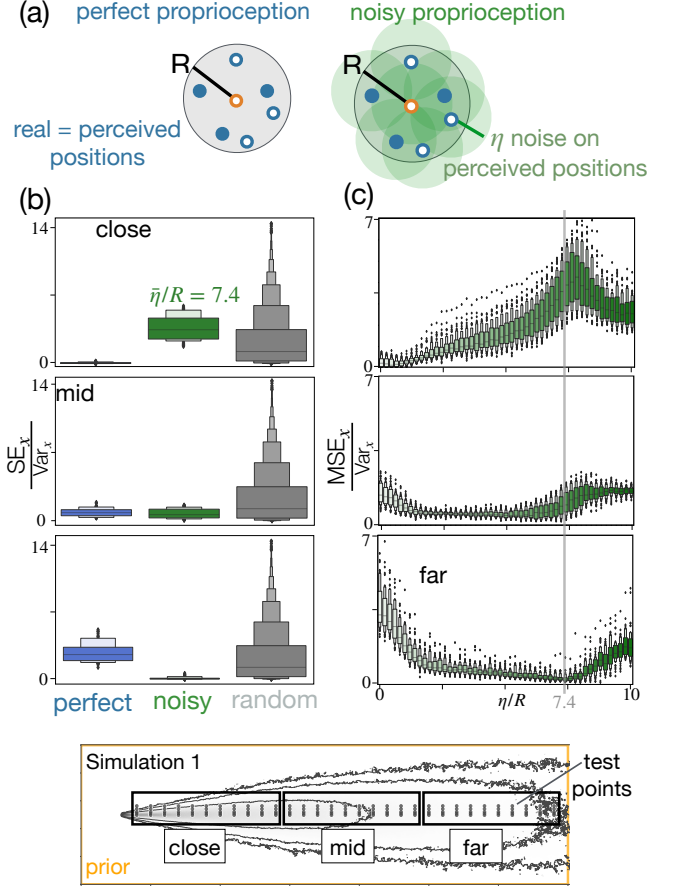 (a) perfect proprioception noisy proprioception
R R
real = perceived
positions
η noise on
perceived positions
(b) (c)
close
14
η̄/R = 7.4
0
7
0
mid
14
0
SEₓ
Varₓ
7
0
MSEₓ
Varₓ
14
0
perfect noisy random
far
7
0
0 η/R 7.4 10
Simulation 1
test
points
close mid far
prior